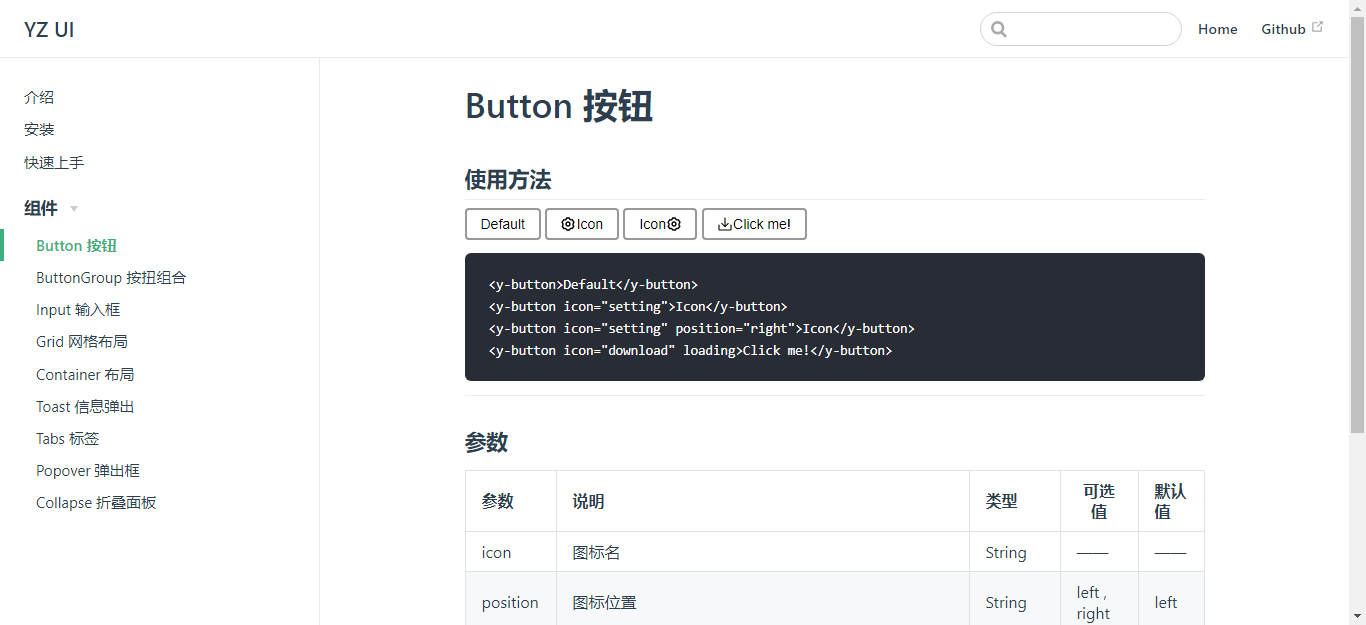 YZ UI
Home
Github
介绍
安装
快速上手
组件
Button 按钮
ButtonGroup 按扭组合
Input 输入框
Grid 网格布局
Container 布局
Toast 信息弹出
Tabs 标签
Popover 弹出框
Collapse 折叠面板
Button 按钮
使用方法
Default
Icon
Icon
Click me!
<y-button>Default</y-button>
<y-button icon="setting">Icon</y-button>
<y-button icon="setting" position="right">Icon</y-button>
<y-button icon="download" loading>Click me!</y-button>
参数
参数 说明 类型 可选值 默认值
icon 图标名 String —— ——
position 图标位置 String left , right left